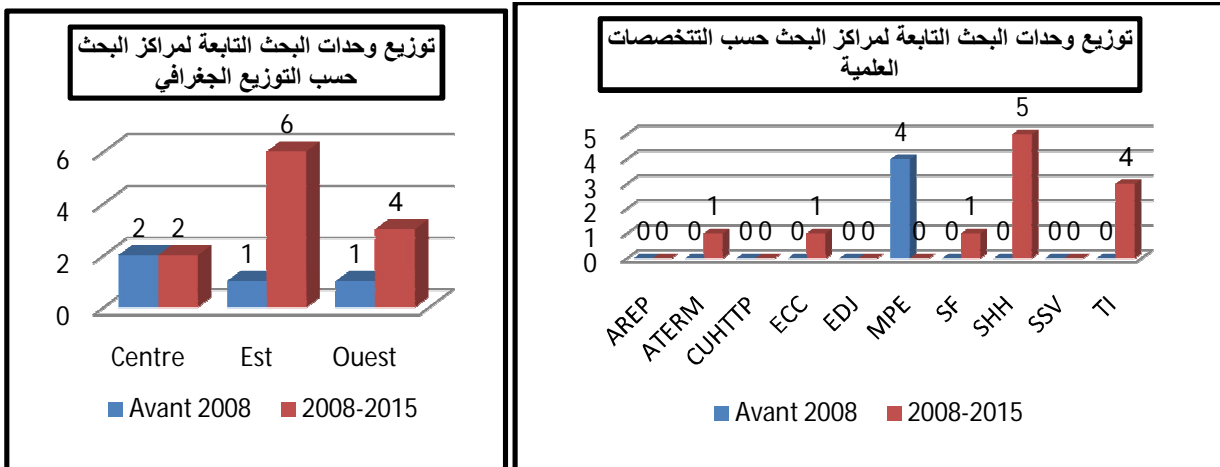 توزيع وحدات البحث التابعة لمراكز البحث
حسب التوزيع الجغرافي
6
4
2
0
2
2
1
6
1
4
Centre
Est
Ouest
Avant 2008
2008-2015
توزيع وحدات البحث التابعة لمراكز البحث حسب التتخصصات
العلمية
5
4
3
2
1
0
0 0
0 1
0 0
0 1
0 0
4 0
0 1
0 5
0 0
0 4
AREP
ATERM
CUHTTP
ECC
EDJ
MPE
SF
SHH
SSV
TI
Avant 2008
2008-2015